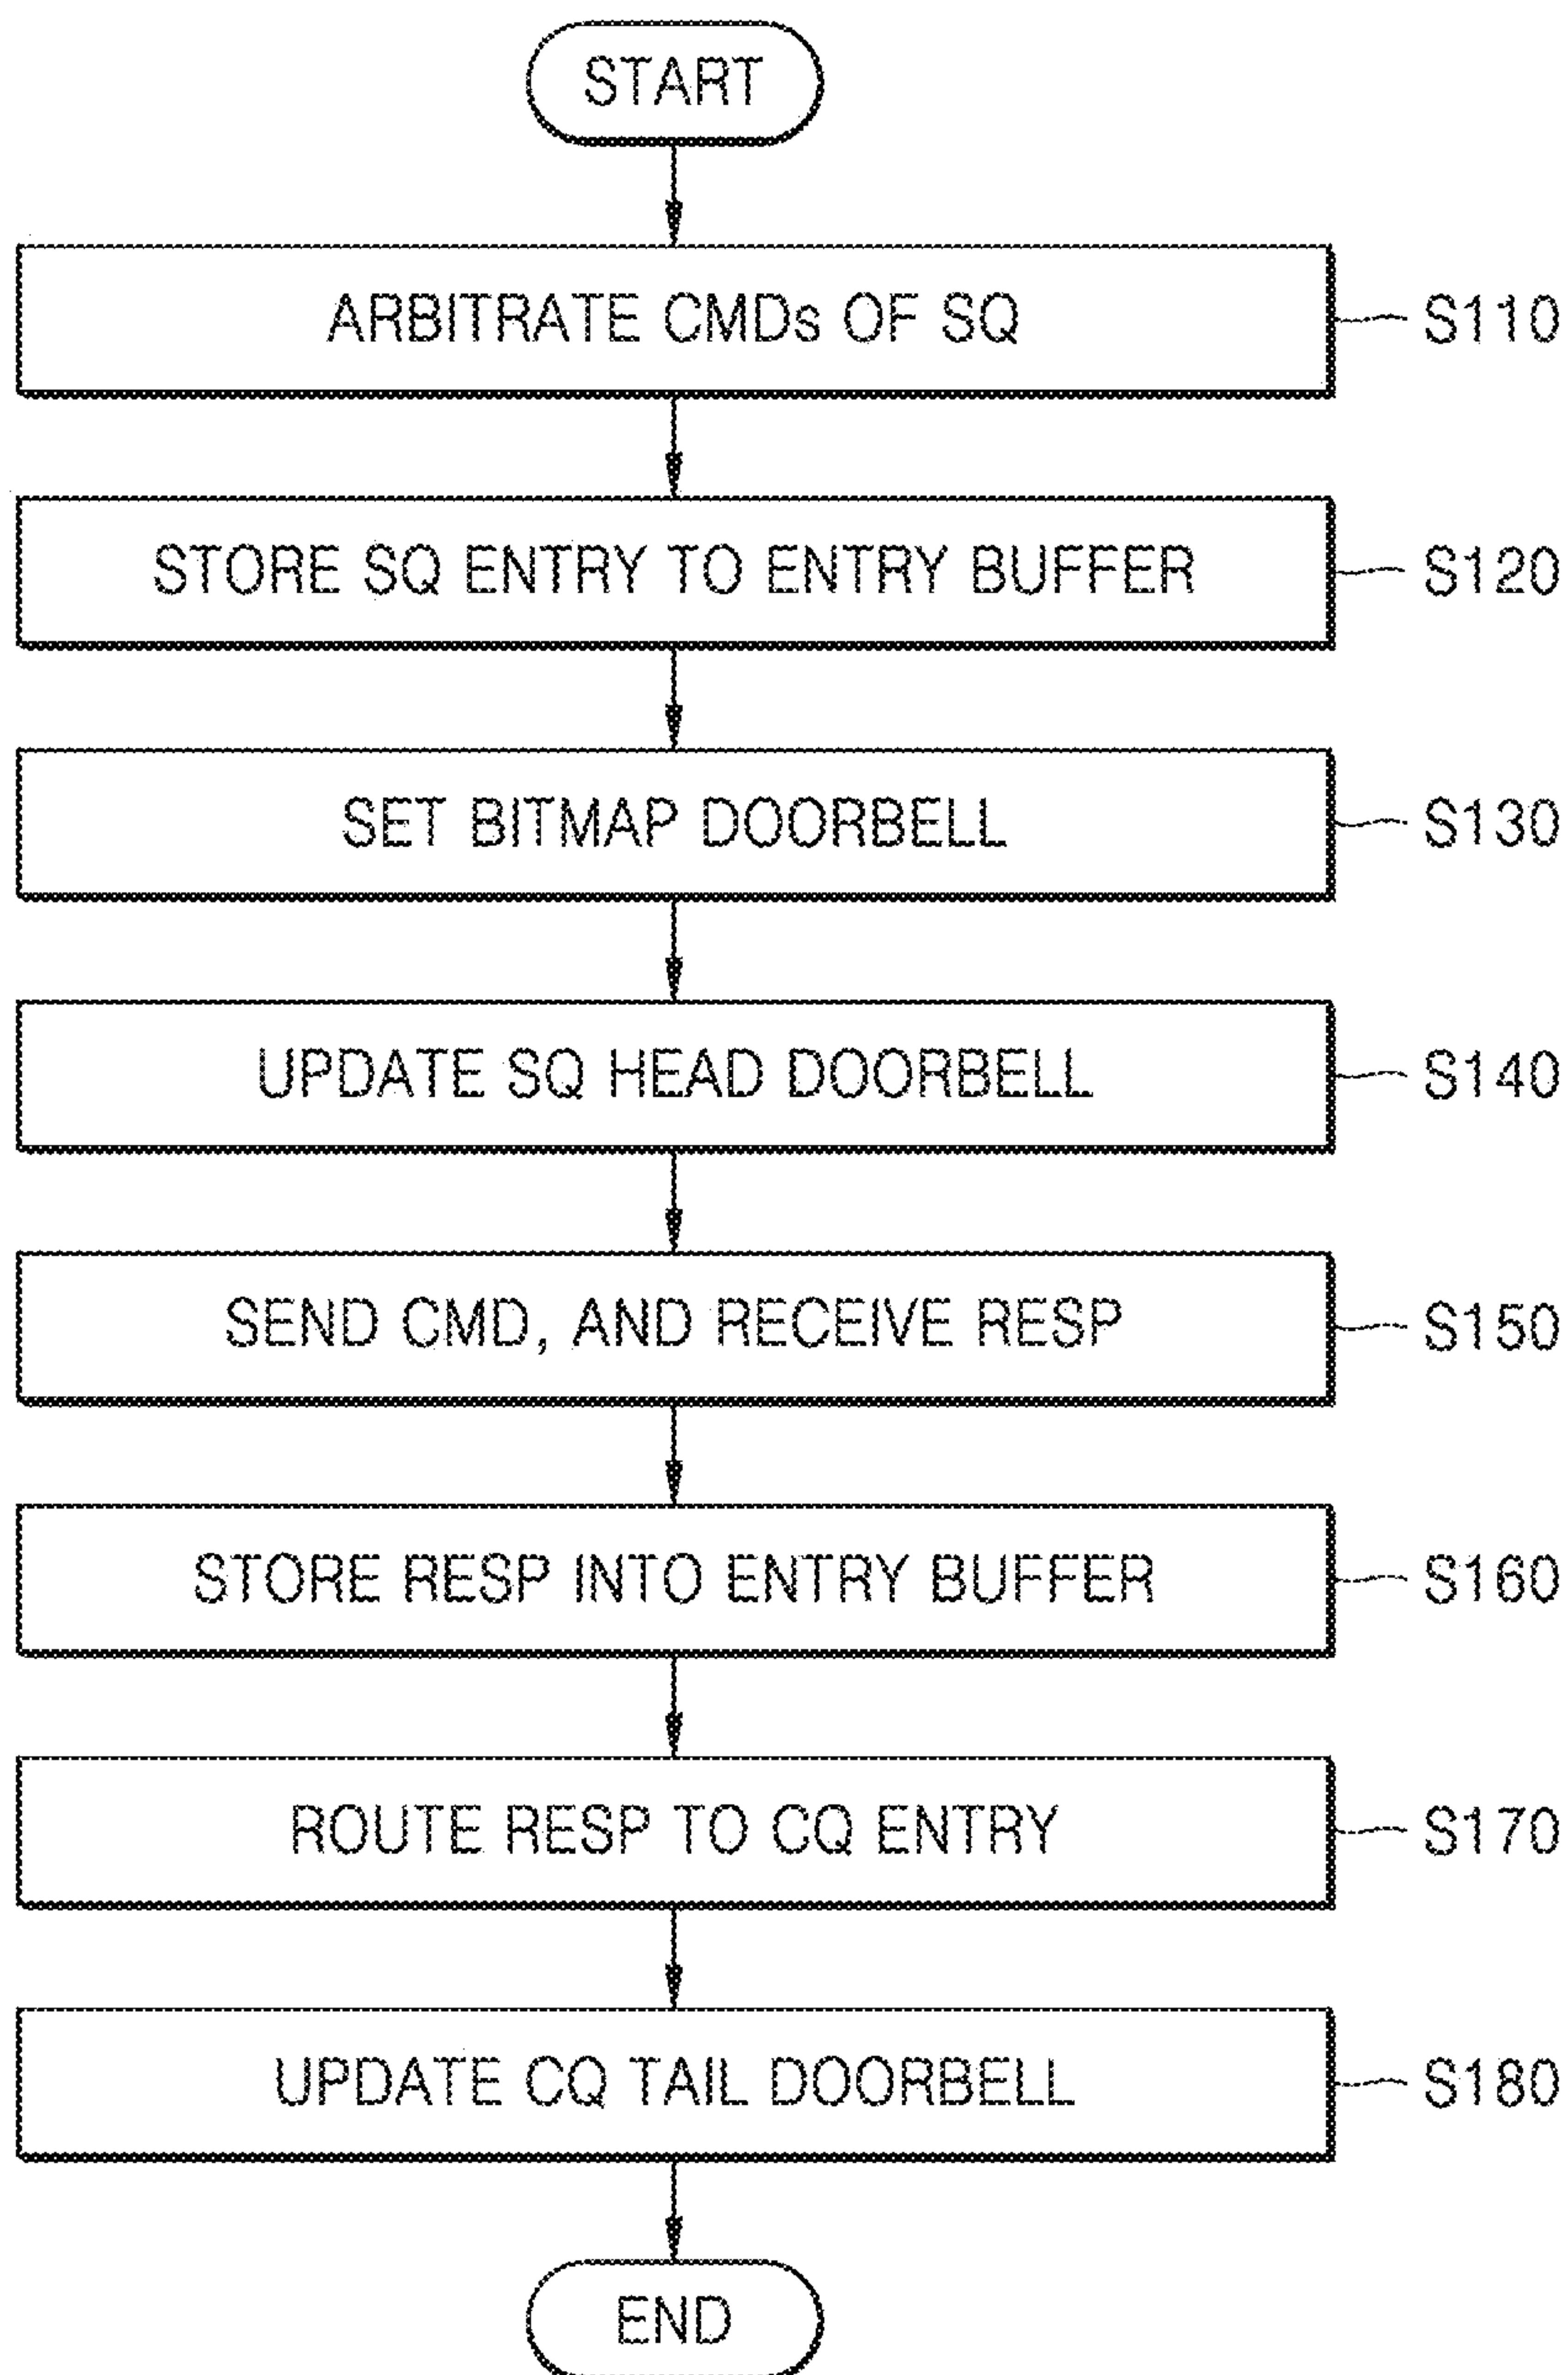 START
ARBITRATE CMDs OF SQ
S110
STORE SQ ENTRY TO ENTRY BUFFER
S120
SET BITMAP DOORBELL
S130
UPDATE SQ HEAD DOORBELL
S140
SEND CMD, AND RECEIVE RESP
S150
STORE RESP INTO ENTRY BUFFER
S160
ROUTE RESP TO CQ ENTRY
S170
UPDATE CQ TAIL DOORBELL
S180
END